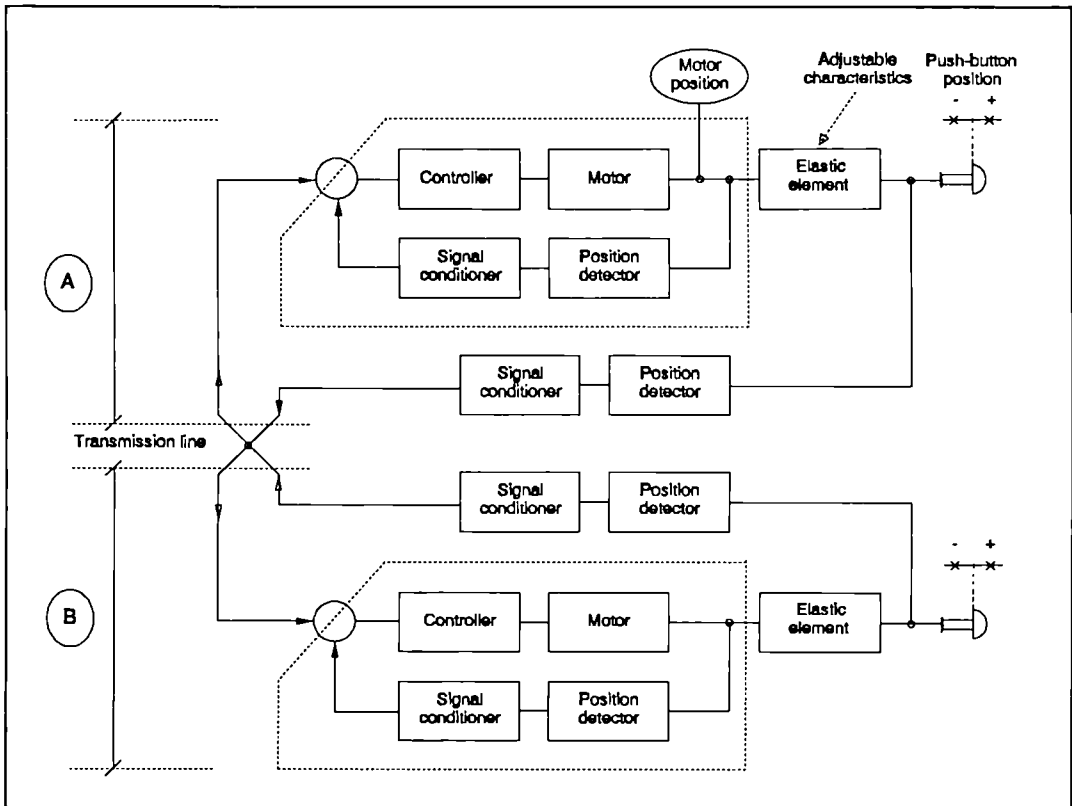 Motor
position
Adjustable
characteristics
Push-button
position
- +
Controller
Motor
Elastic
element
Signal
conditioner
Position
detector
A
Signal
conditioner
Position
detector
Transmission line
Signal
conditioner
Position
detector
- +
B
Controller
Motor
Elastic
element
Signal
conditioner
Position
detector